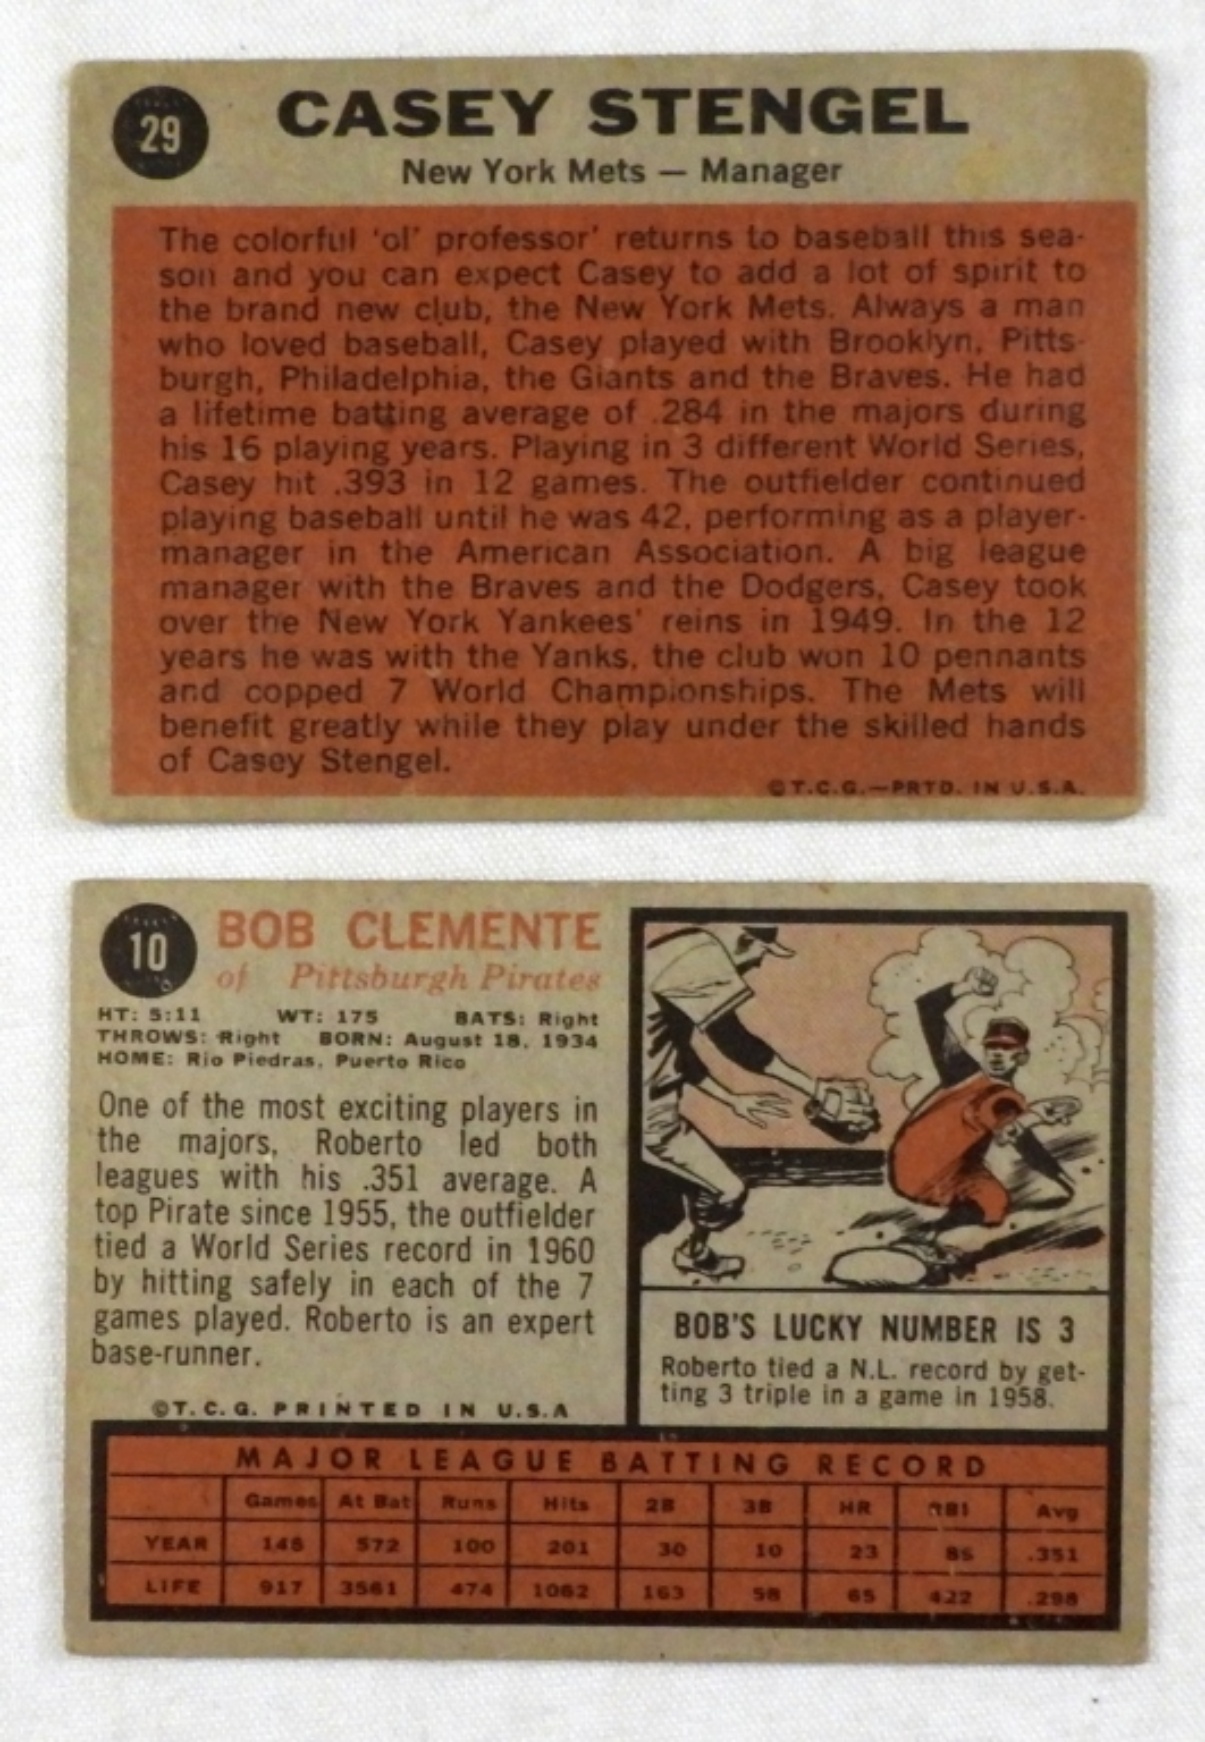 29
CASEY STENGEL
New York Mets — Manager
The colorful 'ol' professor' returns to baseball this sea-
son and you can expect Casey to add a lot of spirit to
the brand new club, the New York Mets. Always a man
who loved baseball, Casey played with Brooklyn, Pitts-
burgh, Philadelphia, the Giants and the Braves. He had
a lifetime batting average of .284 in the majors during
his 16 playing years. Playing in 3 different World Series,
Casey hit .393 in 12 games. The outfielder continued
playing baseball until he was 42, performing as a player-
manager in the American Association. A big league
manager with the Braves and the Dodgers, Casey took
over the New York Yankees' reins in 1949. In the 12
years he was with the Yanks, the club won 10 pennants
and copped 7 World Championships. The Mets will
benefit greatly while they play under the skilled hands
of Casey Stengel.
©T.C.G.—PRTD. IN U.S.A.
10
BOB CLEMENTE
of Pittsburgh Pirates
HT: 5:11 WT: 175 BATS: Right
THROWS: Right BORN: August 18, 1934
HOME: Rio Piedras, Puerto Rico
One of the most exciting players in
the majors, Roberto led both
leagues with his .351 average. A
top Pirate since 1955, the outfielder
tied a World Series record in 1960
by hitting safely in each of the 7
games played. Roberto is an expert
base-runner.
©T.C.G. PRINTED IN U.S.A
BOB'S LUCKY NUMBER IS 3
Roberto tied a N.L. record by get-
ting 3 triple in a game in 1958.
MAJOR LEAGUE BATTING RECORD
Games At Bat Runs Hits 2B 3B HR RBI Avg
YEAR 146 572 100 201 30 10 23 85 .351
LIFE 917 3561 474 1062 163 58 65 422 .298